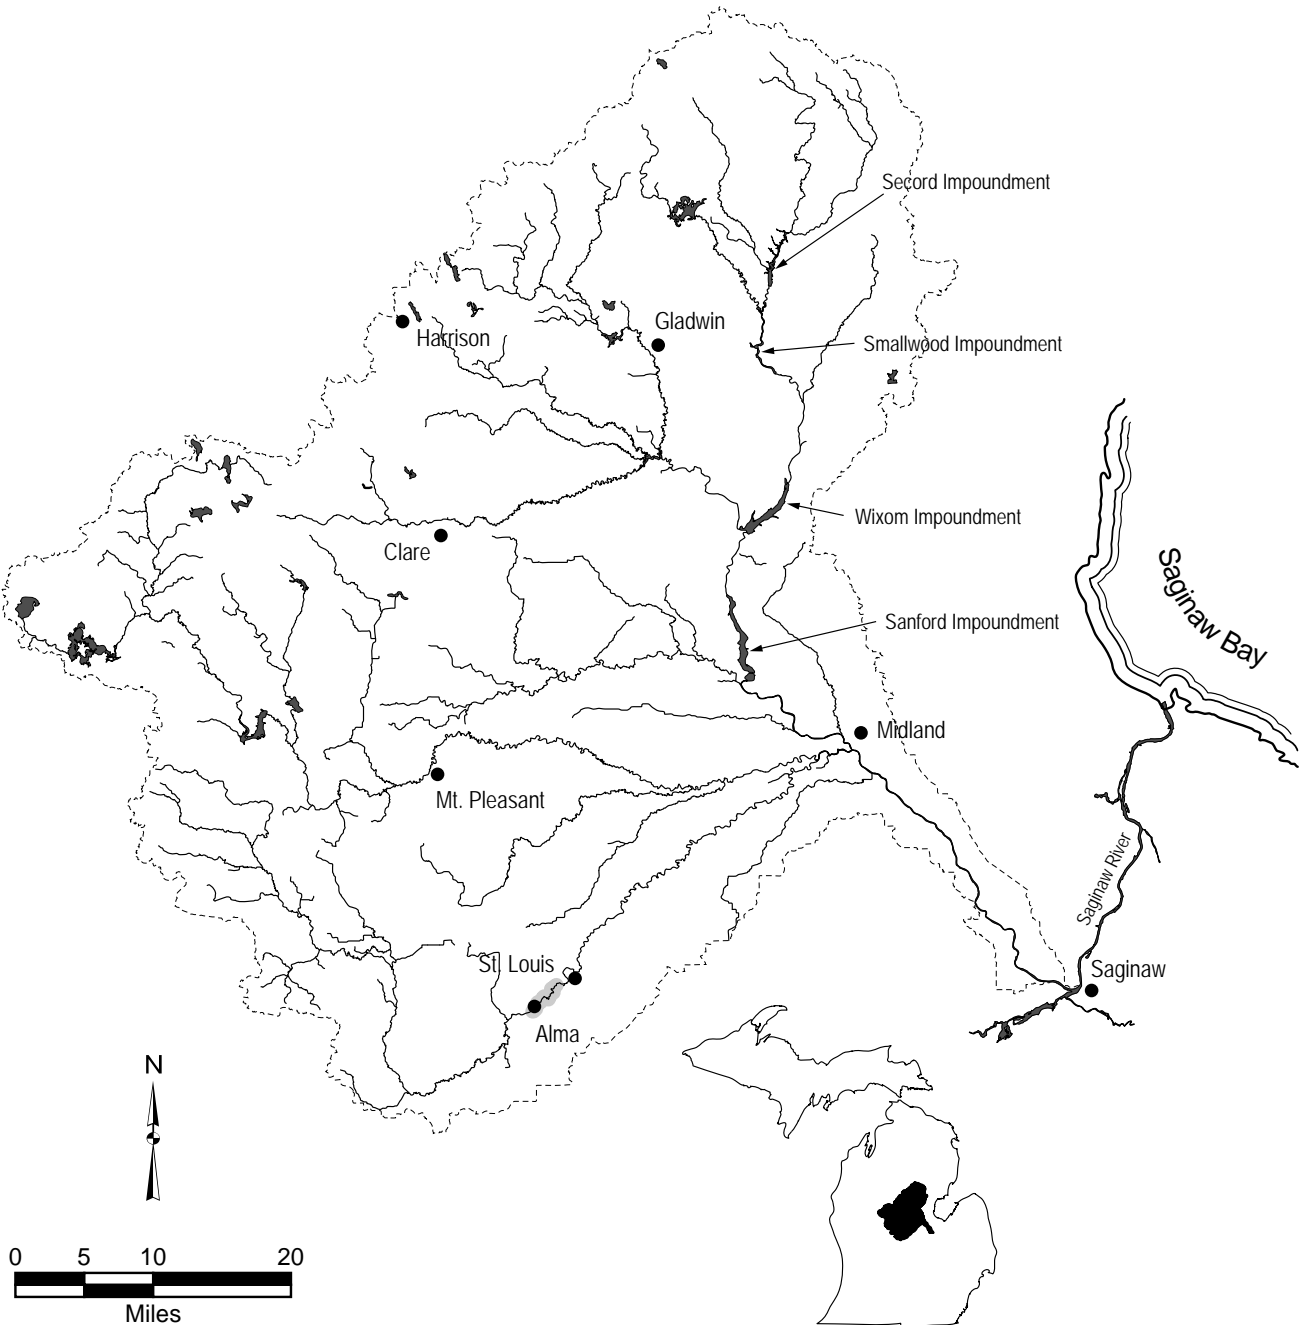 Secord Impoundment
Gladwin
Harrison
Smallwood Impoundment
Wixom Impoundment
Clare
Saginaw Bay
Sanford Impoundment
Midland
Mt. Pleasant
Saginaw River
St. Louis
Saginaw
Alma
N
0 5 10 20
Miles